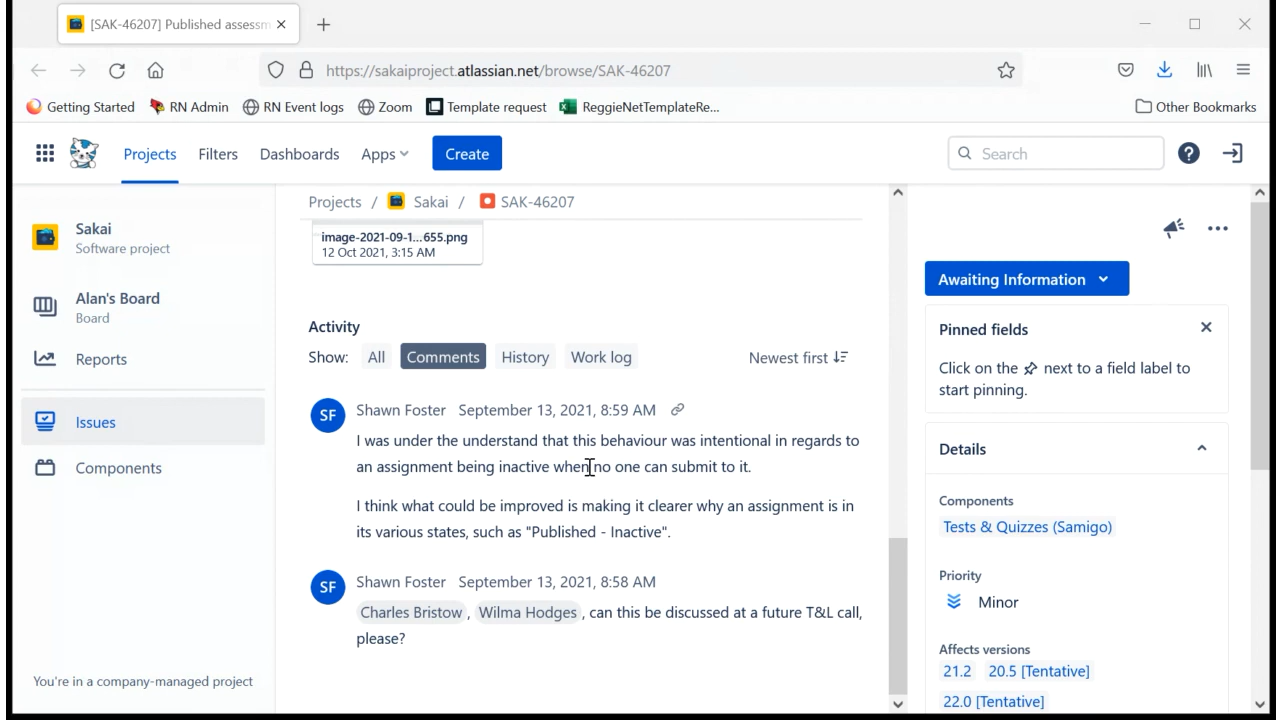 [SAK-46207] Published assessm
https://sakaiproject.atlassian.net/browse/SAK-46207
Getting Started RN Admin RN Event logs Zoom Template request ReggieNetTemplateRe... Other Bookmarks
Projects Filters Dashboards Apps Create Search
Projects / Sakai / SAK-46207
Sakai
Software project
Alan's Board
Board
Reports
Issues
Components
You're in a company-managed project
image-2021-09-1...655.png
12 Oct 2021, 3:15 AM
Activity
Show: All Comments History Work log Newest first
SF Shawn Foster September 13, 2021, 8:59 AM
I was under the understand that this behaviour was intentional in regards to
an assignment being inactive when no one can submit to it.
I think what could be improved is making it clearer why an assignment is in
its various states, such as "Published - Inactive".
SF Shawn Foster September 13, 2021, 8:58 AM
Charles Bristow , Wilma Hodges , can this be discussed at a future T&L call,
please?
Awaiting Information
Pinned fields
Click on the next to a field label to
start pinning.
Details
Components
Tests & Quizzes (Samigo)
Priority
Minor
Affects versions
21.2 20.5 [Tentative]
22.0 [Tentative]